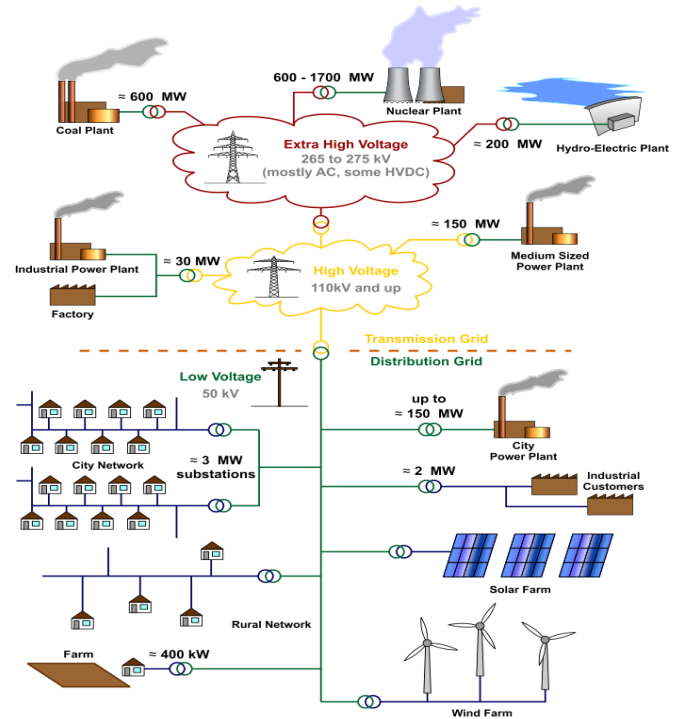 600 - 1700 MW
≈ 600 MW
Nuclear Plant
Coal Plant
Extra High Voltage
265 to 275 kV
(mostly AC, some HVDC)
≈ 200 MW
Hydro-Electric Plant
≈ 150 MW
Medium Sized
Power Plant
≈ 30 MW
Industrial Power Plant
Factory
High Voltage
110kV and up
Transmission Grid
Distribution Grid
Low Voltage
50 kV
up to
≈ 150 MW
City
Power Plant
City Network
≈ 3 MW
substations
≈ 2 MW
Industrial
Customers
Solar Farm
Rural Network
Farm
≈ 400 kW
Wind Farm